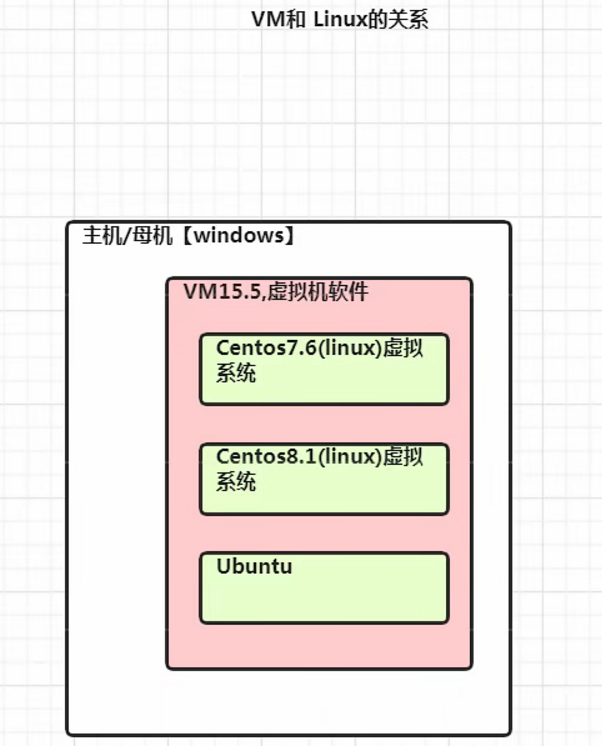 VM和 Linux的关系
主机/母机【windows】
VM15.5,虚拟机软件
Centos7.6(linux)虚拟
系统
Centos8.1(linux)虚拟
系统
Ubuntu